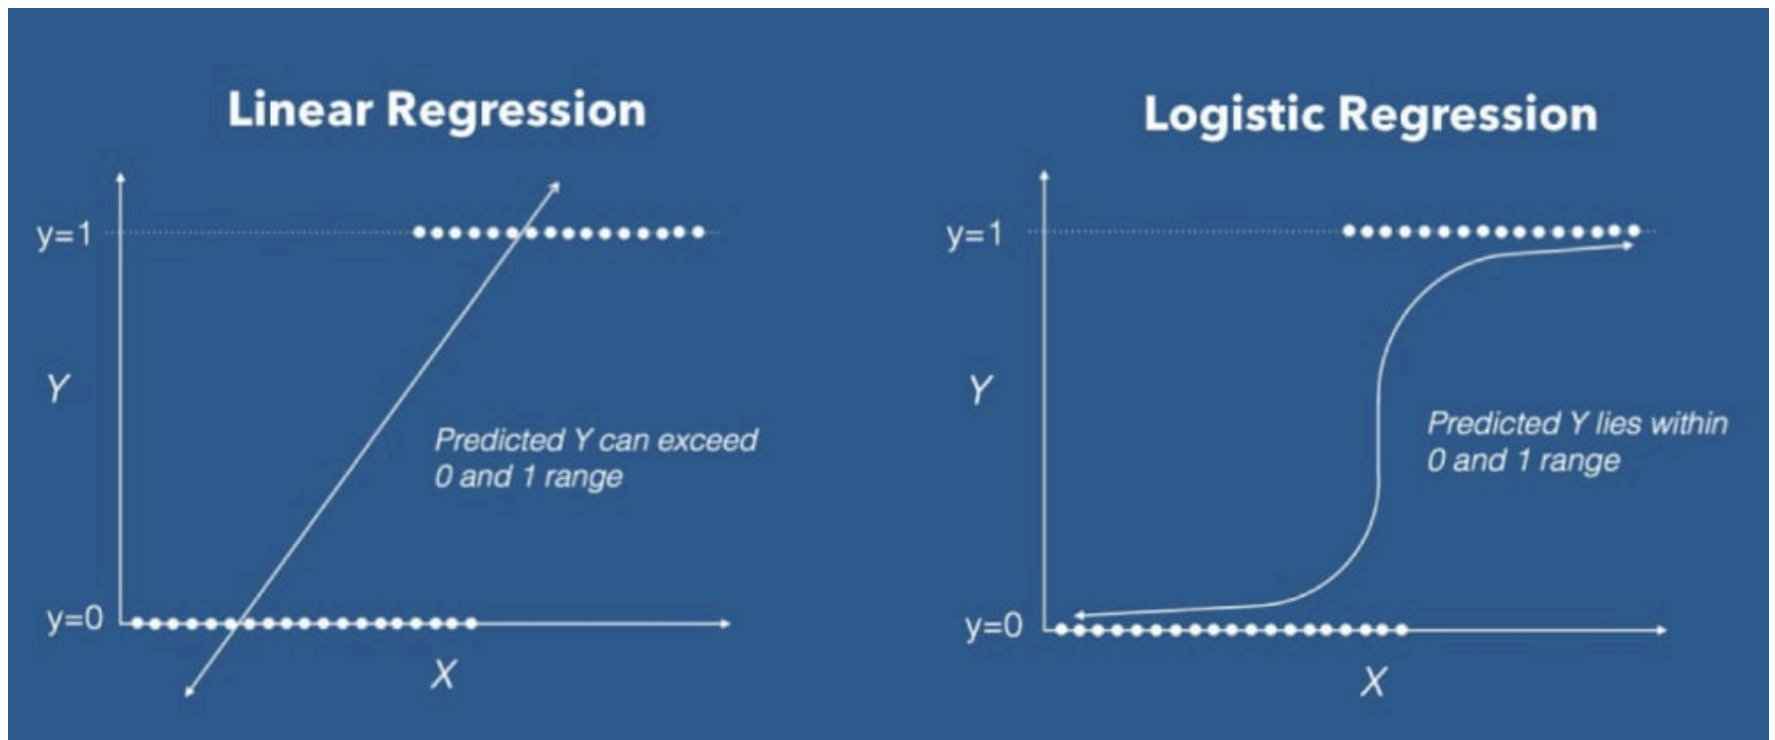 Linear Regression
y=1
Y
Predicted Y can exceed
0 and 1 range
y=0
X
Logistic Regression
y=1
Y
Predicted Y lies within
0 and 1 range
y=0
X